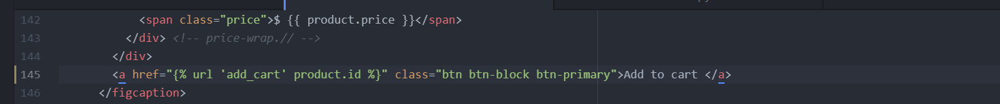 142 <span class="price">$ {{ product.price }}</span>
143 </div> <!-- price-wrap.// -->
144 </div>
145 <a href="{% url 'add_cart' product.id %}" class="btn btn-block btn-primary">Add to cart </a>
146 </figcaption>